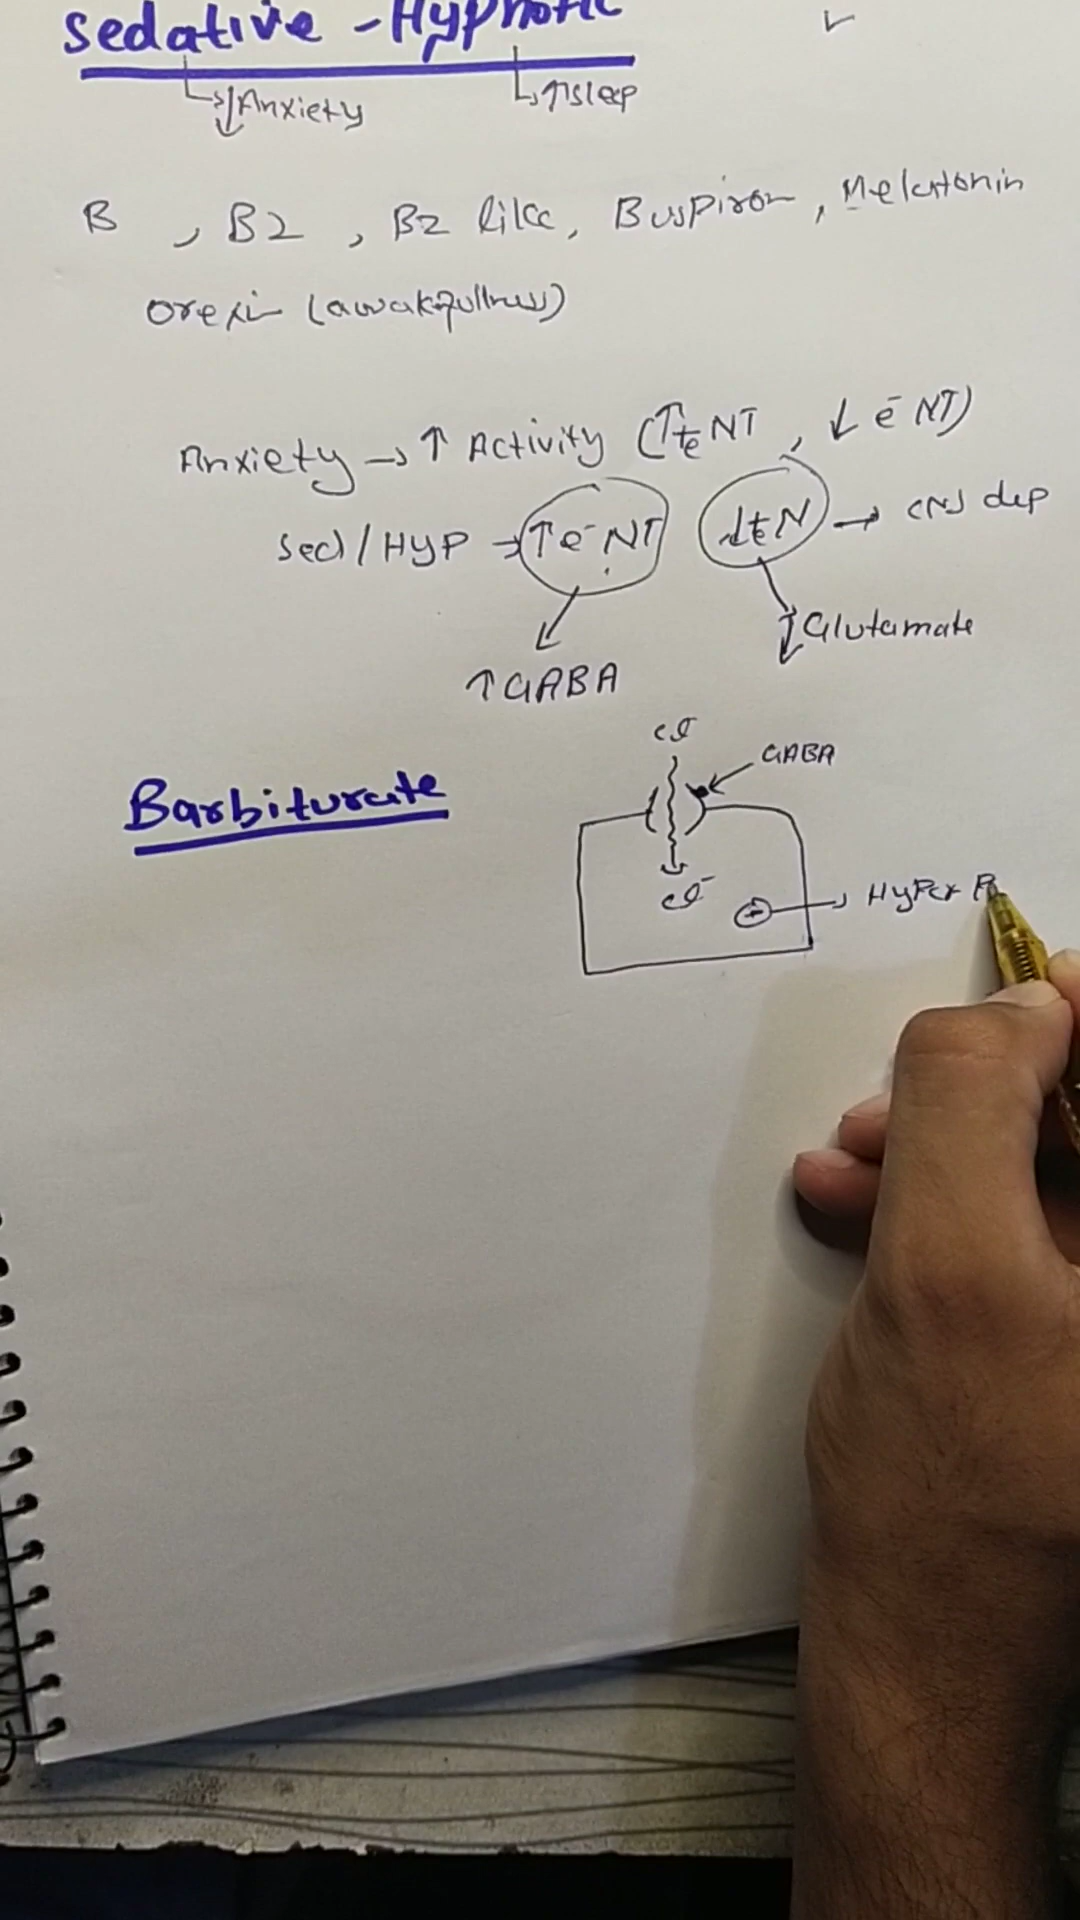 Sedative - Hypnotic
↓ Anxiety ↑ sleep
B , BZ , BZ like, Buspiron , Melatonin
Orexin (awakefullness)
Anxiety → ↑ Activity (↑ +e NT , ↓ e⁻ NT)
Sed / HYP → ↑ e⁻ NT ↓ +e N → CNS dep
↓ Glutamate
↑ GABA
cl⁻
GABA
Barbiturate
cl⁻
HyPer P